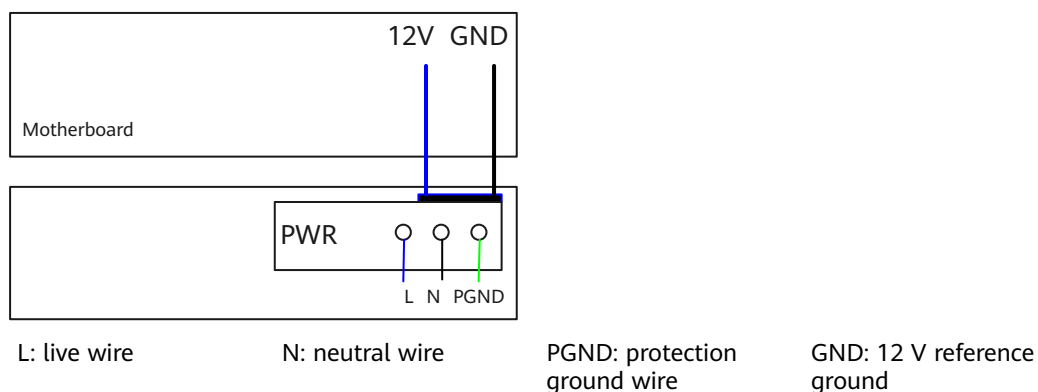 12V GND
Motherboard
PWR
L N PGND
L: live wire
N: neutral wire
PGND: protection
ground wire
GND: 12 V reference
ground